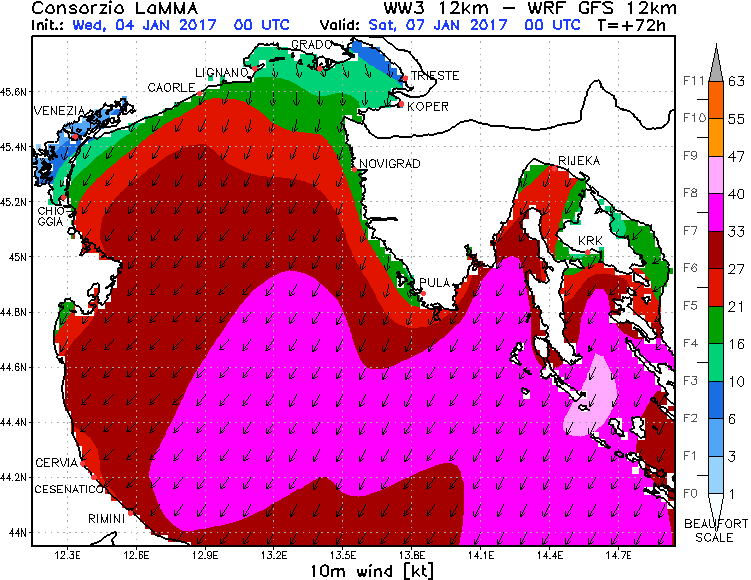 Consorzio LaMMA WW3 12km – WRF GFS 12km
Init.: Wed, 04 JAN 2017 00 UTC Valid: Sat, 07 JAN 2017 00 UTC T=+72h
GRADO
LIGNANO
TRIESTE
CAORLE
KOPER
VENEZIA
NOVIGRAD
RIJEKA
CHIO–
GGIA
KRK
PULA
CERVIA
CESENATICO
RIMINI
45.6N
45.4N
45.2N
45N
44.8N
44.6N
44.4N
44.2N
44N
12.3E 12.6E 12.9E 13.2E 13.5E 13.8E 14.1E 14.4E 14.7E
10m wind [kt]
F11 63
F10 55
F9 47
F8 40
F7 33
F6 27
F5 21
F4 16
F3 10
F2 6
F1 3
F0 1
BEAUFORT
SCALE